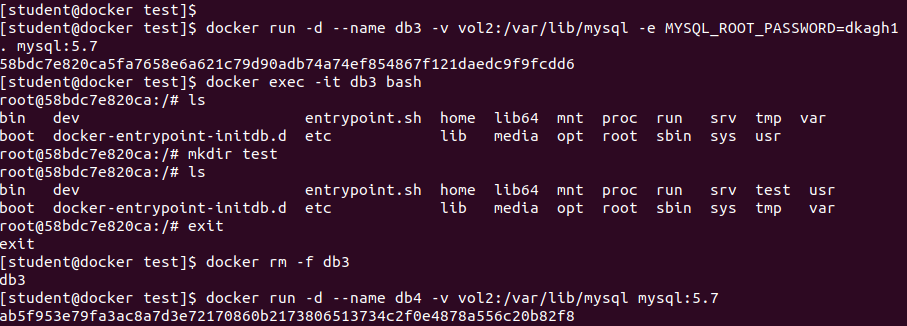 [student@docker test]$
[student@docker test]$ docker run -d --name db3 -v vol2:/var/lib/mysql -e MYSQL_ROOT_PASSWORD=dkagh1
. mysql:5.7
58bdc7e820ca5fa7658e6a621c79d90adb74a74ef854867f121daedc9f9fcdd6
[student@docker test]$ docker exec -it db3 bash
root@58bdc7e820ca:/# ls
bin   dev                         entrypoint.sh  home  lib64  mnt  proc  run   srv  tmp  var
boot  docker-entrypoint-initdb.d  etc            lib   media  opt  root  sbin  sys  usr
root@58bdc7e820ca:/# mkdir test
root@58bdc7e820ca:/# ls
bin   dev                         entrypoint.sh  home  lib64  mnt  proc  run   srv  test  usr
boot  docker-entrypoint-initdb.d  etc            lib   media  opt  root  sbin  sys  tmp   var
root@58bdc7e820ca:/# exit
exit
[student@docker test]$ docker rm -f db3
db3
[student@docker test]$ docker run -d --name db4 -v vol2:/var/lib/mysql mysql:5.7
ab5f953e79fa3ac8a7d3e72170860b2173806513734c2f0e4878a556c20b82f8